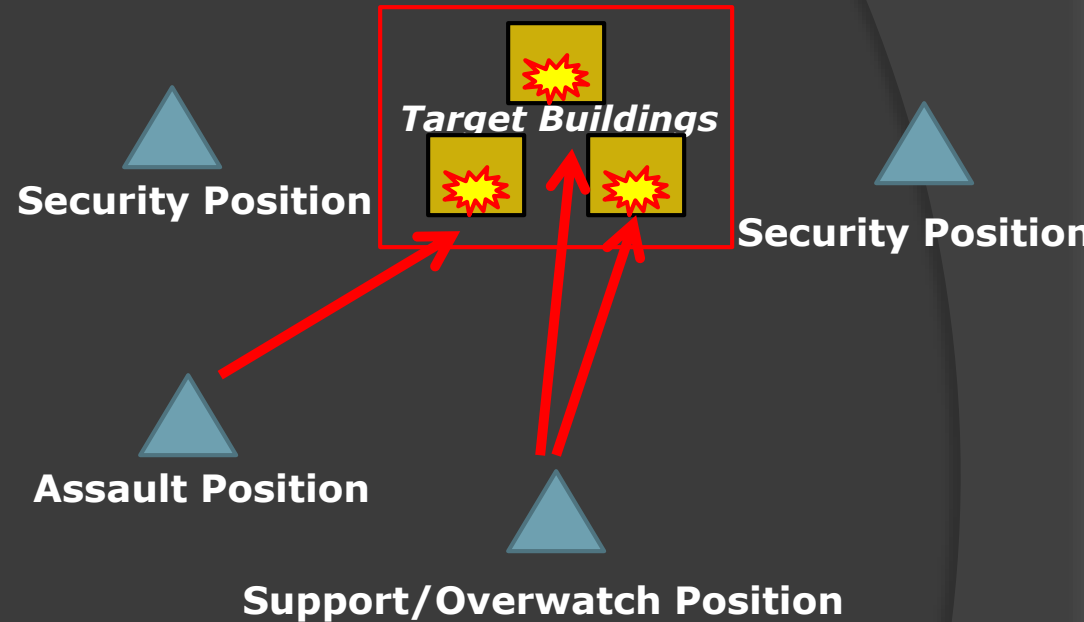 Target Buildings
Security Position
Security Position
Assault Position
Support/Overwatch Position